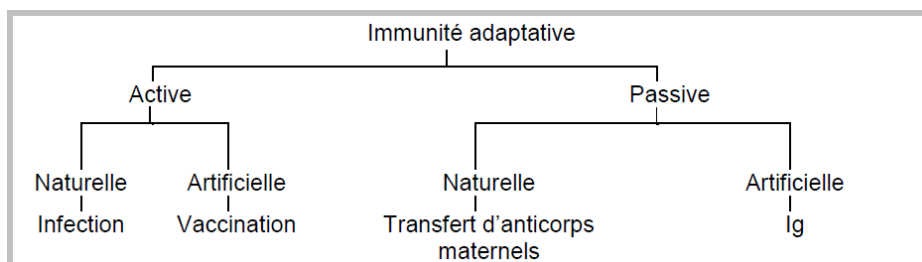 Immunité adaptative
Active Passive
Naturelle Artificielle Naturelle Artificielle
Infection Vaccination Transfert d’anticorps Ig
maternels